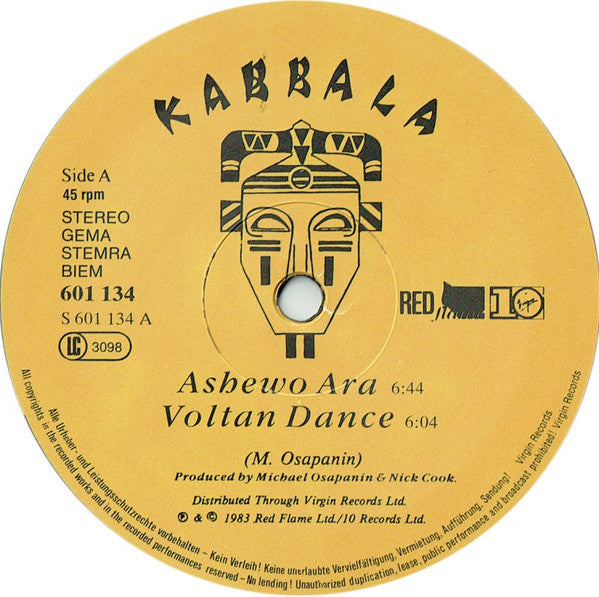 KABBALA
Side A
45 rpm
STEREO
GEMA
STEMRA
BIEM
601 134
S 601 134 A
LC 3098
RED flame
10 Virgin
Ashewo Ara 6:44
Voltan Dance 6:04
(M. Osapanin)
Produced by Michael Osapanin & Nick Cook.
Distributed Through Virgin Records Ltd.
℗ & © 1983 Red Flame Ltd./10 Records Ltd.
Alle Urheber- und Leistungsschutzrechte vorbehalten – Kein Verleih! Keine unerlaubte Vervielfältigung, Vermietung, Aufführung, Sendung! Virgin Records
All copyrights in the recorded works and in the recorded performances reserved – No lending! Unauthorized duplication, lease, public performance and broadcast prohibited! Virgin Records